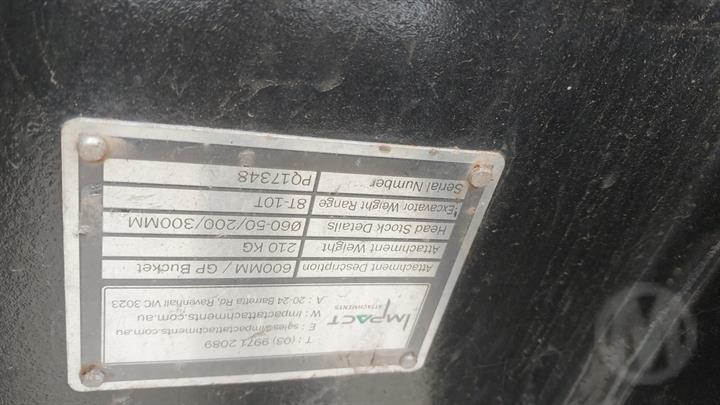 IMPACT
ATTACHMENTS
T : (03) 9971 2089
E : sales@impactattachments.com.au
W : impactattachments.com.au
A : 20-24 Barretta Rd, Ravenhall VIC 3023
Attachment Description 600MM / GP Bucket
Attachment Weight 210 KG
Head Stock Details Ø60-50/200/300MM
*Excavator Weight Range 8T-10T
Serial Number PQ17348
M